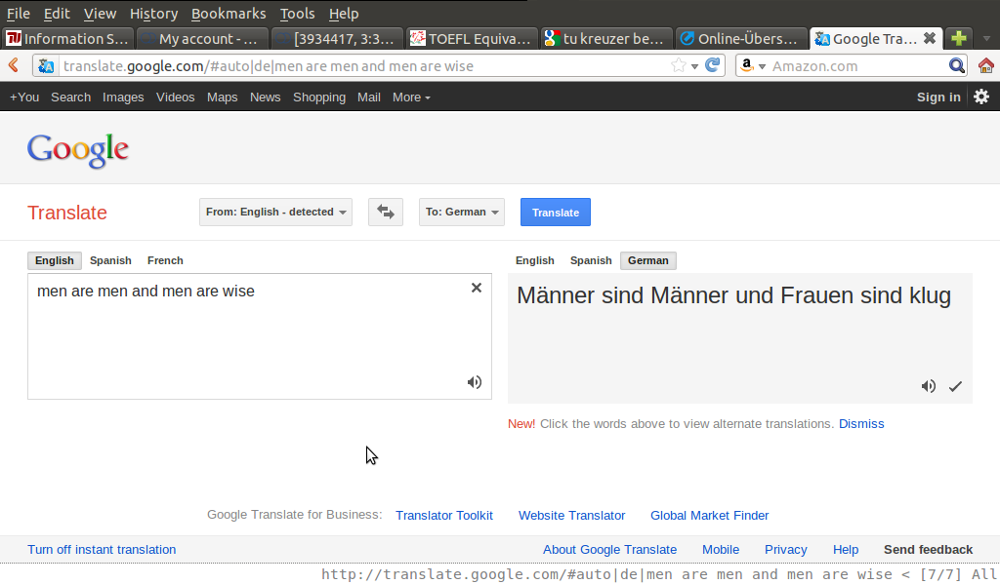 File Edit View History Bookmarks Tools Help
Information S... My account - ... [3934417, 3:3... TOEFL Equiva... tu kreuzer be... Online-Übers... Google Tra...
translate.google.com/#auto|de|men are men and men are wise Amazon.com
+You Search Images Videos Maps News Shopping Mail More Sign in
Google
Translate From: English - detected To: German Translate
English Spanish French English Spanish German
men are men and men are wise
Männer sind Männer und Frauen sind klug
New! Click the words above to view alternate translations. Dismiss
Google Translate for Business: Translator Toolkit Website Translator Global Market Finder
Turn off instant translation About Google Translate Mobile Privacy Help Send feedback
http://translate.google.com/#auto|de|men are men and men are wise < [7/7] All